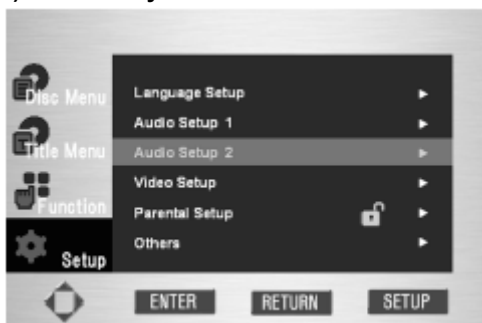 Disc Menu
Title Menu
Function
Setup
Language Setup
Audio Setup 1
Audio Setup 2
Video Setup
Parental Setup
Others
ENTER RETURN SETUP